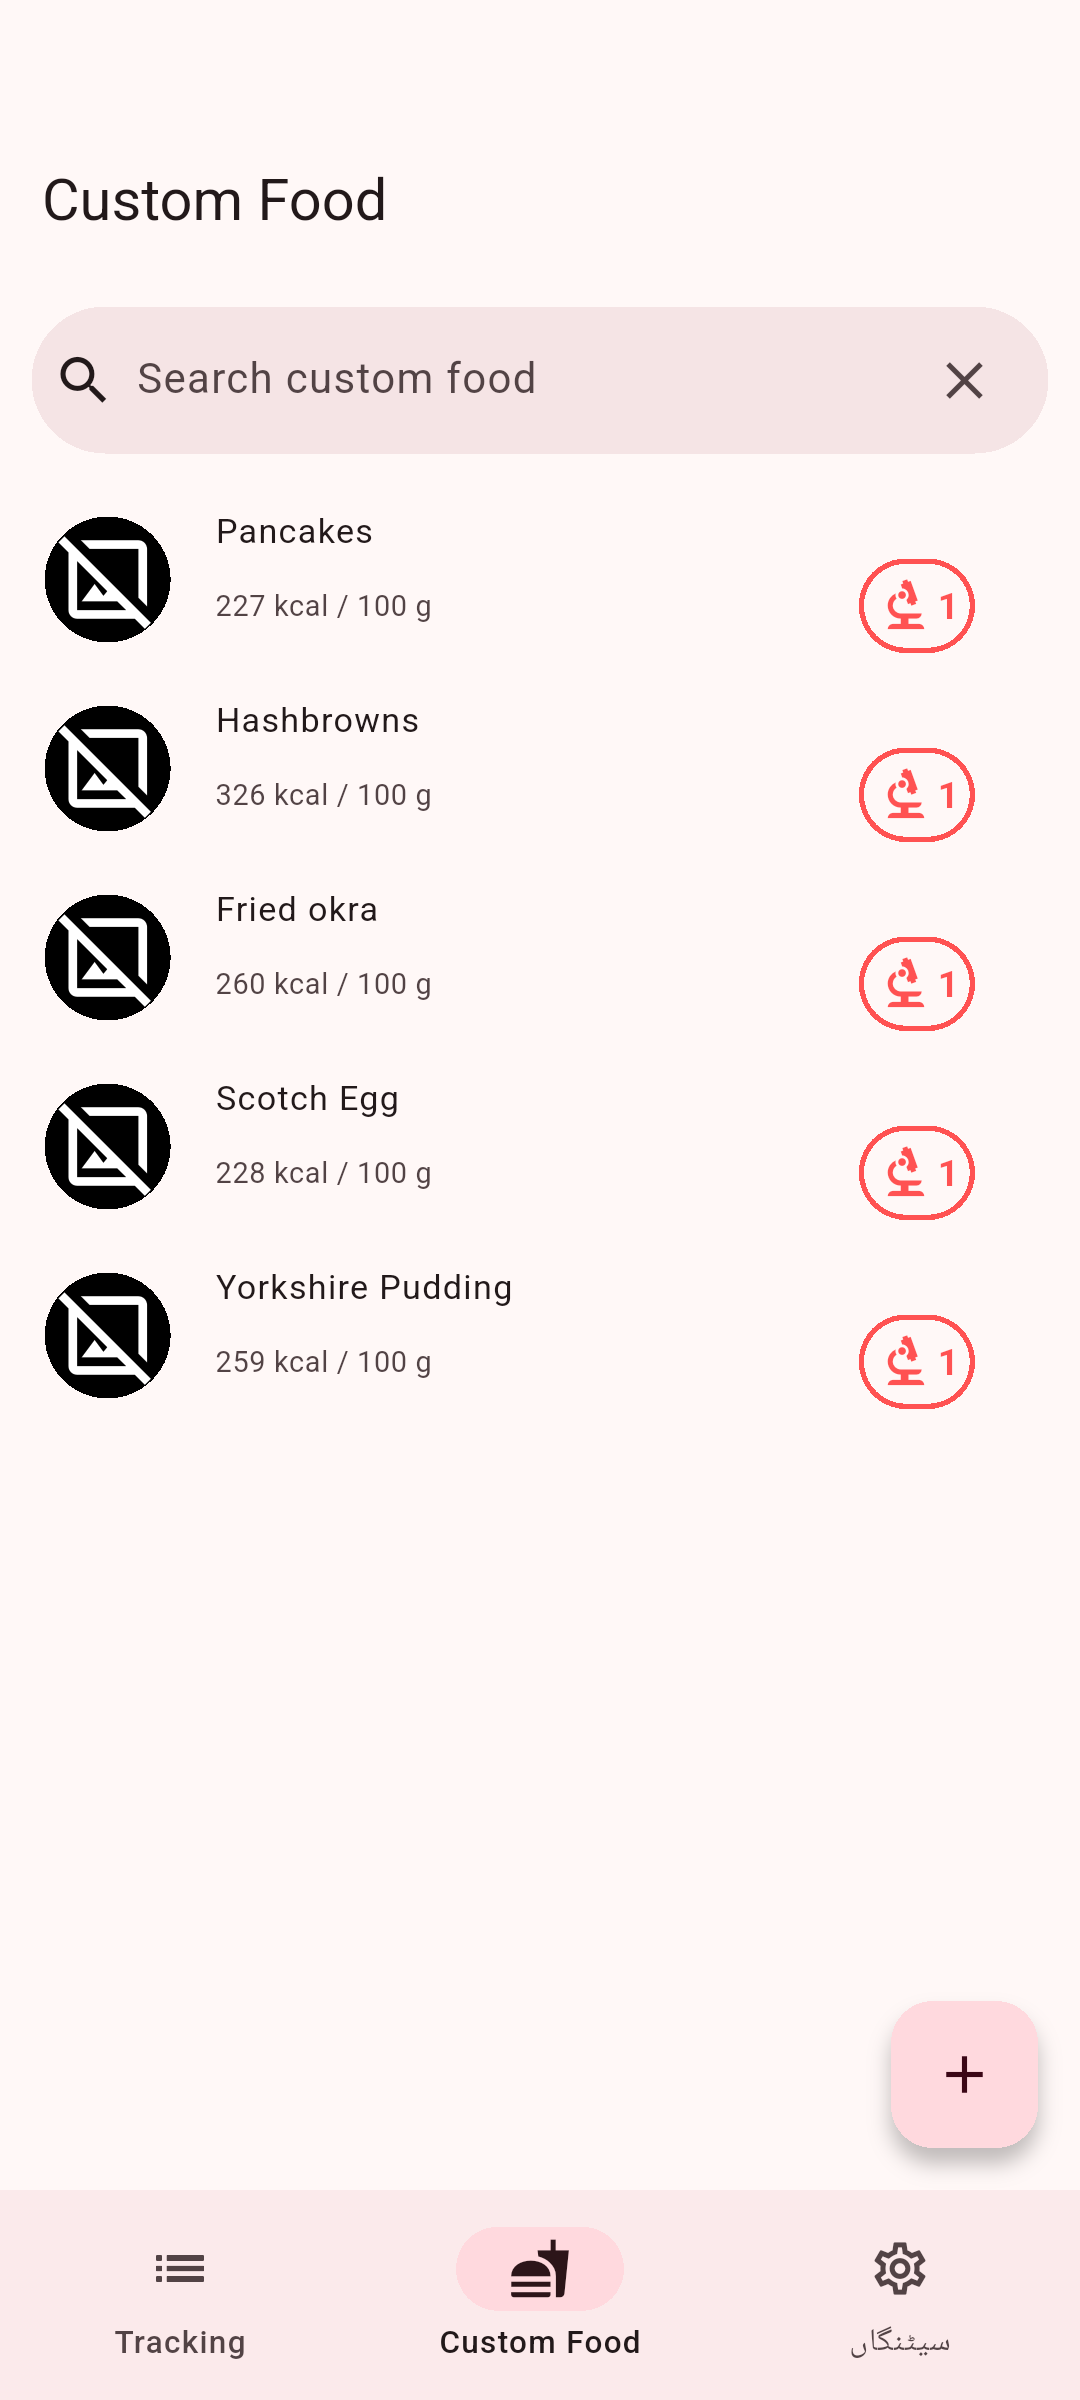 Custom Food
Search custom food
Pancakes
227 kcal / 100 g
1
Hashbrowns
326 kcal / 100 g
1
Fried okra
260 kcal / 100 g
1
Scotch Egg
228 kcal / 100 g
1
Yorkshire Pudding
259 kcal / 100 g
1
Tracking
Custom Food
سیٹنگاں